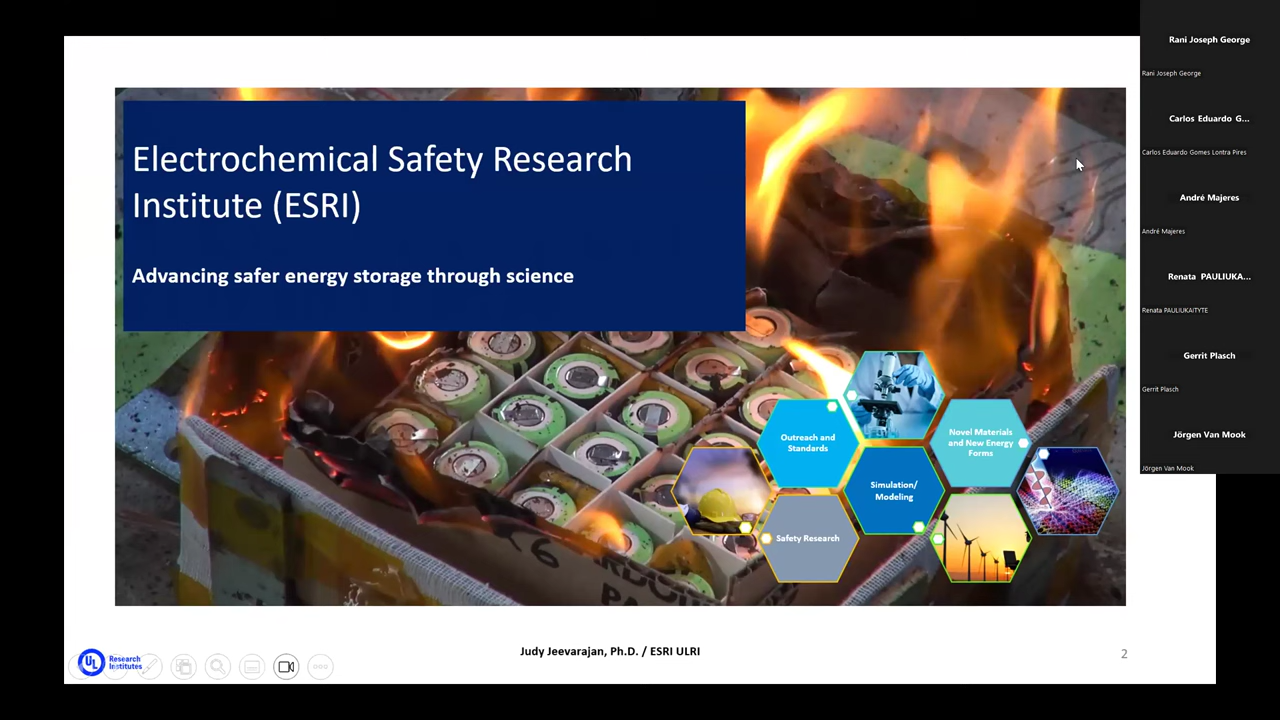 Electrochemical Safety Research
Institute (ESRI)
Advancing safer energy storage through science
Outreach and
Standards
Novel Materials
and New Energy
Forms
Simulation/
Modeling
Safety Research
Judy Jeevarajan, Ph.D. / ESRI ULRI
2
UL
Research
Institutes
Rani Joseph George
Rani Joseph George
Carlos Eduardo G...
Carlos Eduardo Gomes Lontra Pires
André Majeres
André Majeres
Renata PAULIUKA...
Renata PAULIUKAITYTE
Gerrit Plasch
Gerrit Plasch
Jörgen Van Mook
Jörgen Van Mook